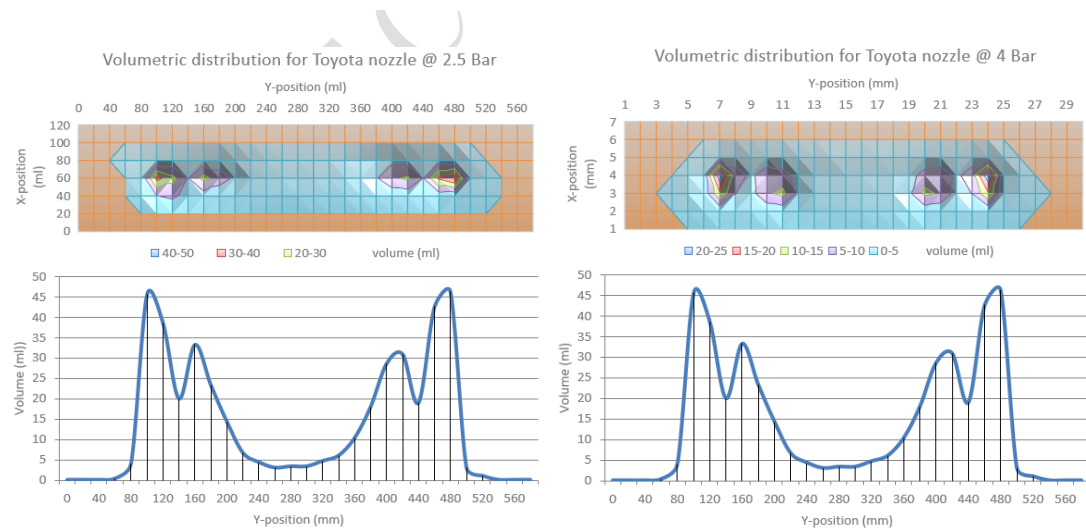 Volumetric distribution for Toyota nozzle @ 2.5 Bar
Y-position (ml)
0 40 80 120 160 200 240 280 320 360 400 440 480 520 560
120
100
80
60
40
20
0
X-position
(ml)
40-50 30-40 20-30 volume (ml)
50
45
40
35
30
25
20
15
10
5
0
Volume (ml))
0 40 80 120 160 200 240 280 320 360 400 440 480 520 560
Y-position (mm)
Volumetric distribution for Toyota nozzle @ 4 Bar
Y-position (mm)
1 3 5 7 9 11 13 15 17 19 21 23 25 27 29
7
6
5
4
3
2
1
X-position
(mm)
20-25 15-20 10-15 5-10 0-5 volume (ml)
50
45
40
35
30
25
20
15
10
5
0
Volume (ml)
0 40 80 120 160 200 240 280 320 360 400 440 480 520 560
Y-position (mm)